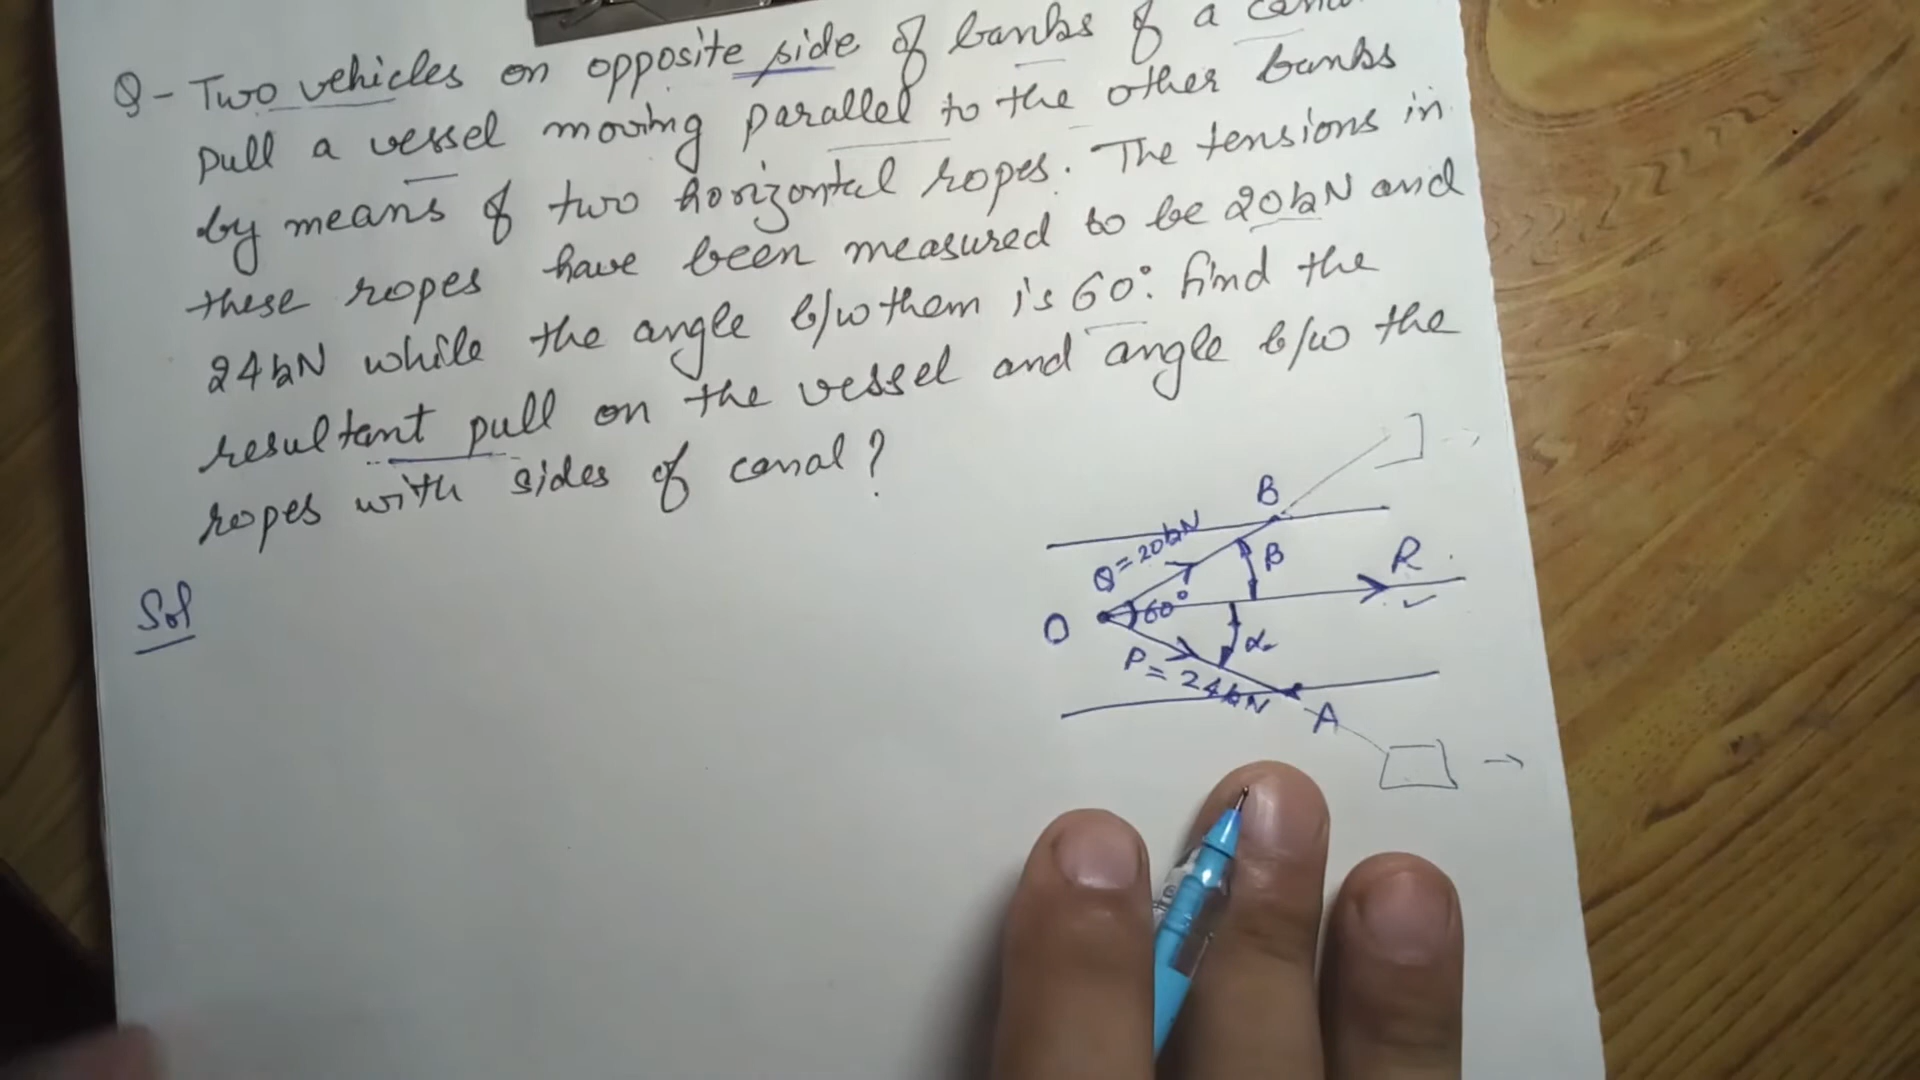 Q- Two vehicles on opposite side of banks of a
pull a vessel moving parallel to the other banks
by means of two horizontal ropes. The tensions in
these ropes have been measured to be 20kN and
24kN while the angle b/w them is 60°. find the
resultant pull on the vessel and angle b/w the
ropes with sides of canal?
B
Q=20kN
β
R
O
60°
α
P=24kN
A
Sol